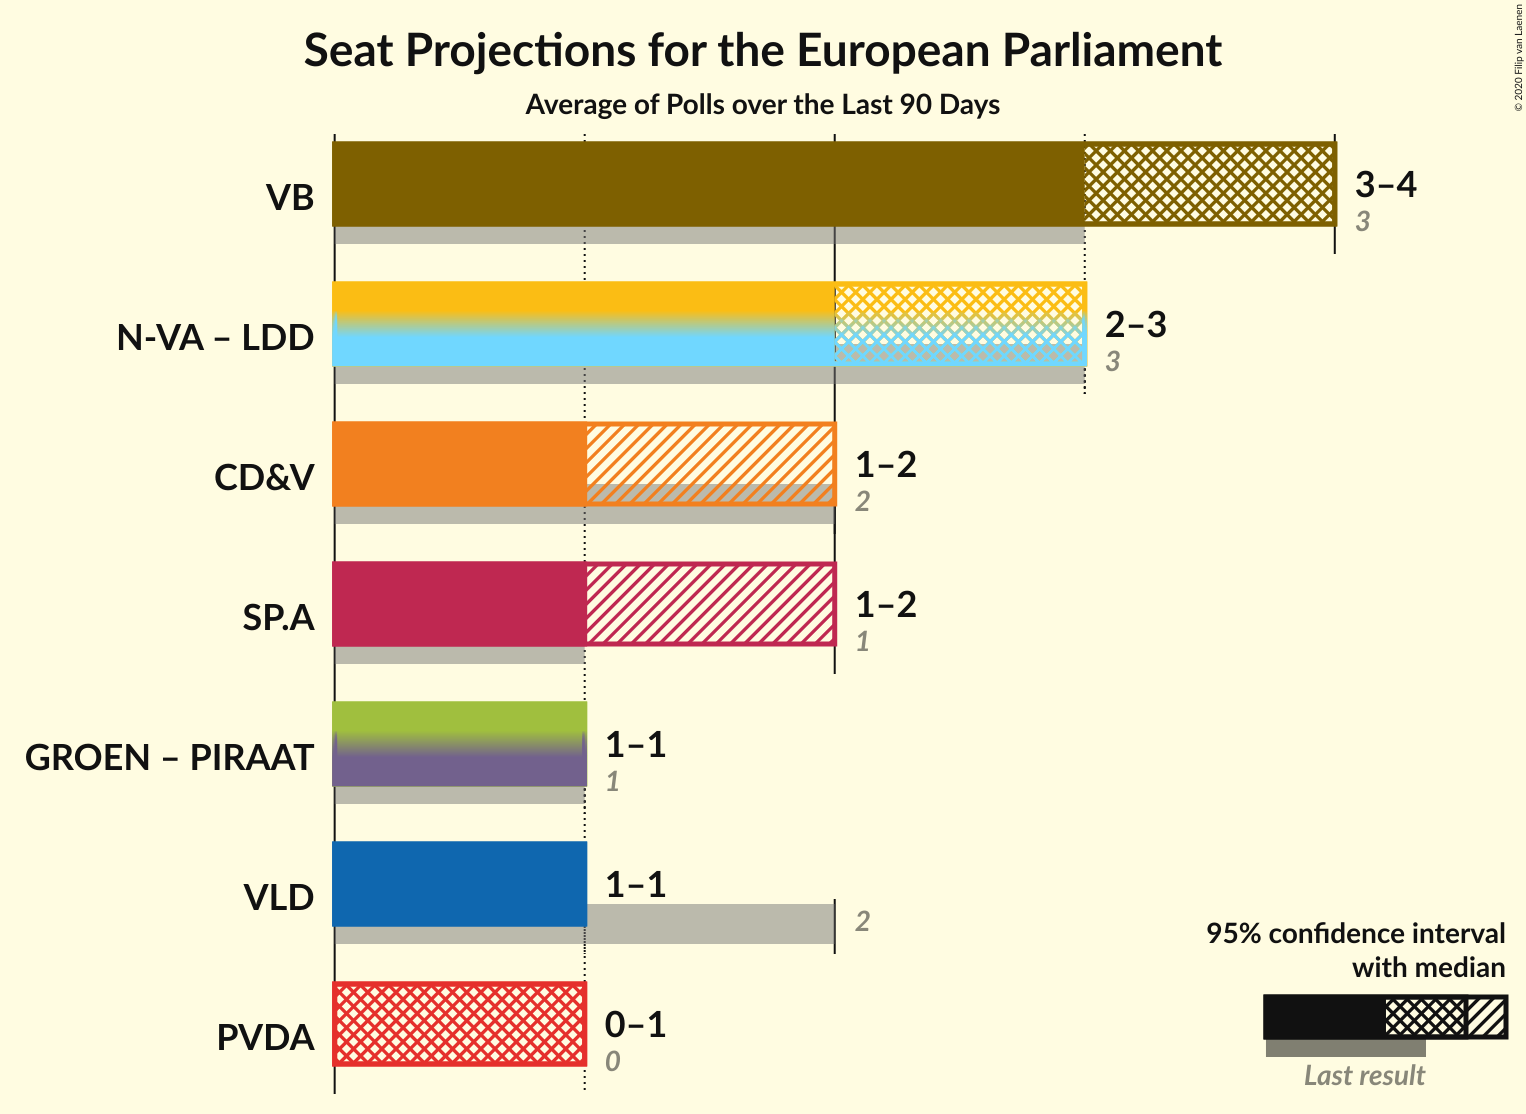 Seat Projections for the European Parliament
Average of Polls over the Last 90 Days
© 2020 Filip van Laenen
VB
3–4
3
N-VA – LDD
2–3
3
CD&V
1–2
2
SP.A
1–2
1
GROEN – PIRAAT
1–1
1
VLD
1–1
2
PVDA
0–1
0
95% confidence interval
with median
Last result